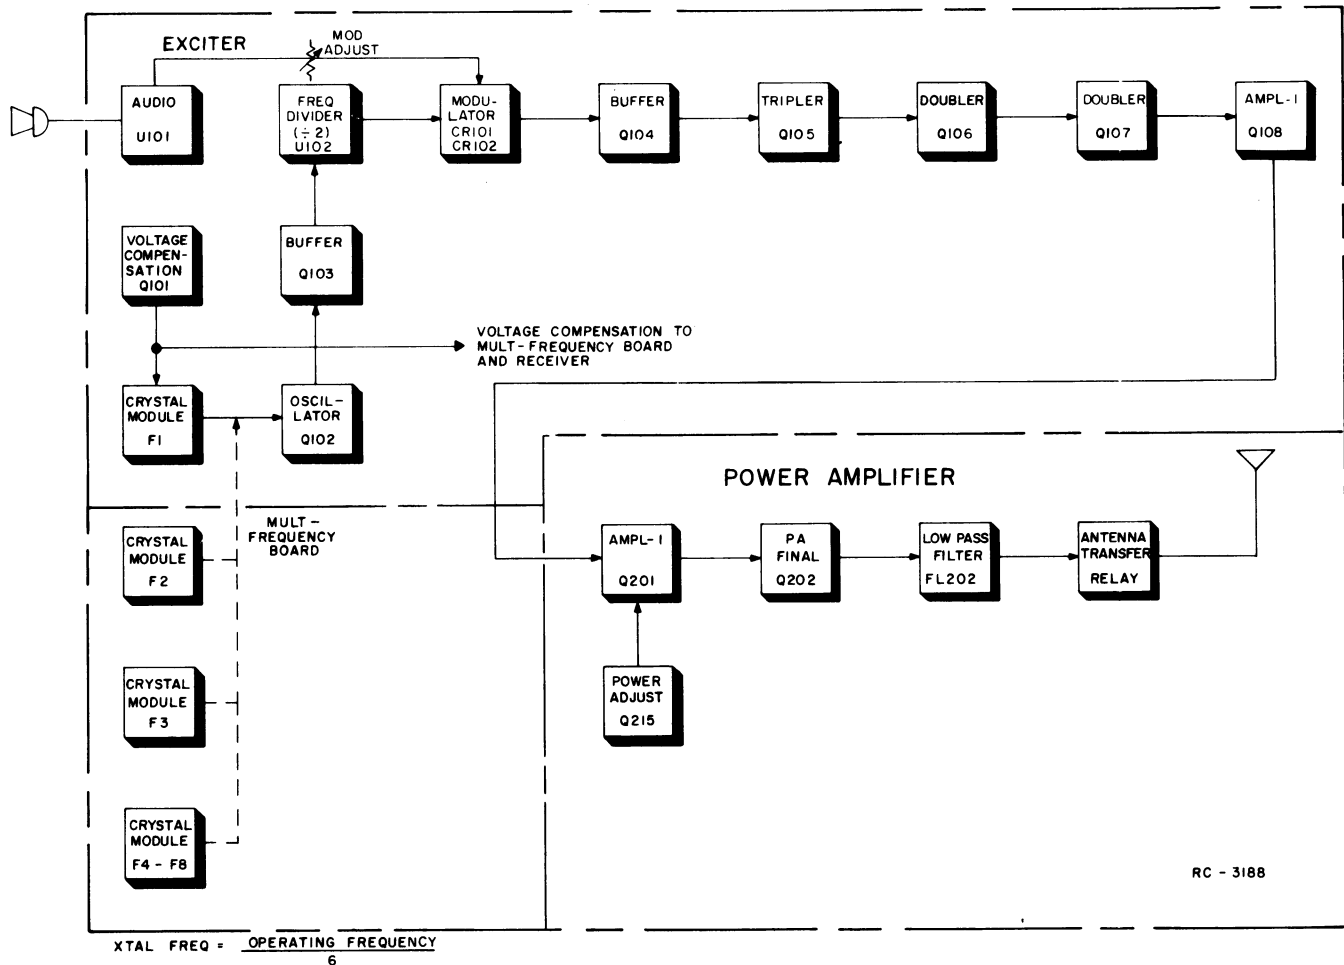 EXCITER
MOD
ADJUST
AUDIO
U101
FREQ
DIVIDER
(÷2)
U102
MODU-
LATOR
CR101
CR102
BUFFER
Q104
TRIPLER
Q105
DOUBLER
Q106
DOUBLER
Q107
AMPL-1
Q108
VOLTAGE
COMPEN-
SATION
Q101
BUFFER
Q103
VOLTAGE COMPENSATION TO
MULT-FREQUENCY BOARD
AND RECEIVER
CRYSTAL
MODULE
F1
OSCIL-
LATOR
Q102
POWER AMPLIFIER
MULT-
FREQUENCY
BOARD
CRYSTAL
MODULE
F2
AMPL-1
Q201
PA
FINAL
Q202
LOW PASS
FILTER
FL202
ANTENNA
TRANSFER
RELAY
CRYSTAL
MODULE
F3
POWER
ADJUST
Q215
CRYSTAL
MODULE
F4 - F8
RC - 3188
XTAL FREQ = OPERATING FREQUENCY
6